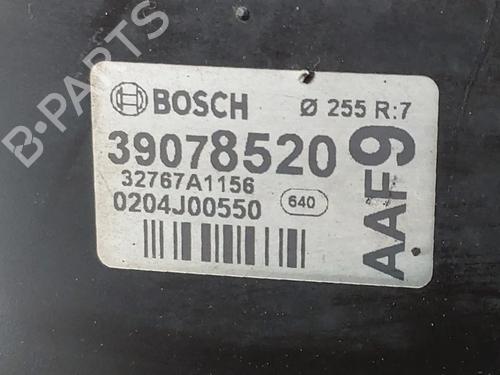 B-PARTS
BOSCH Ø 255 R:7
39078520
32767A1156
0204J00550 640
AAF9